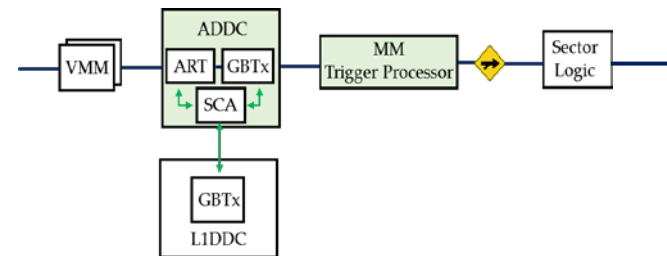 VMM
ADDC
ART
GBTx
SCA
GBTx
L1DDC
MM
Trigger Processor
Sector
Logic